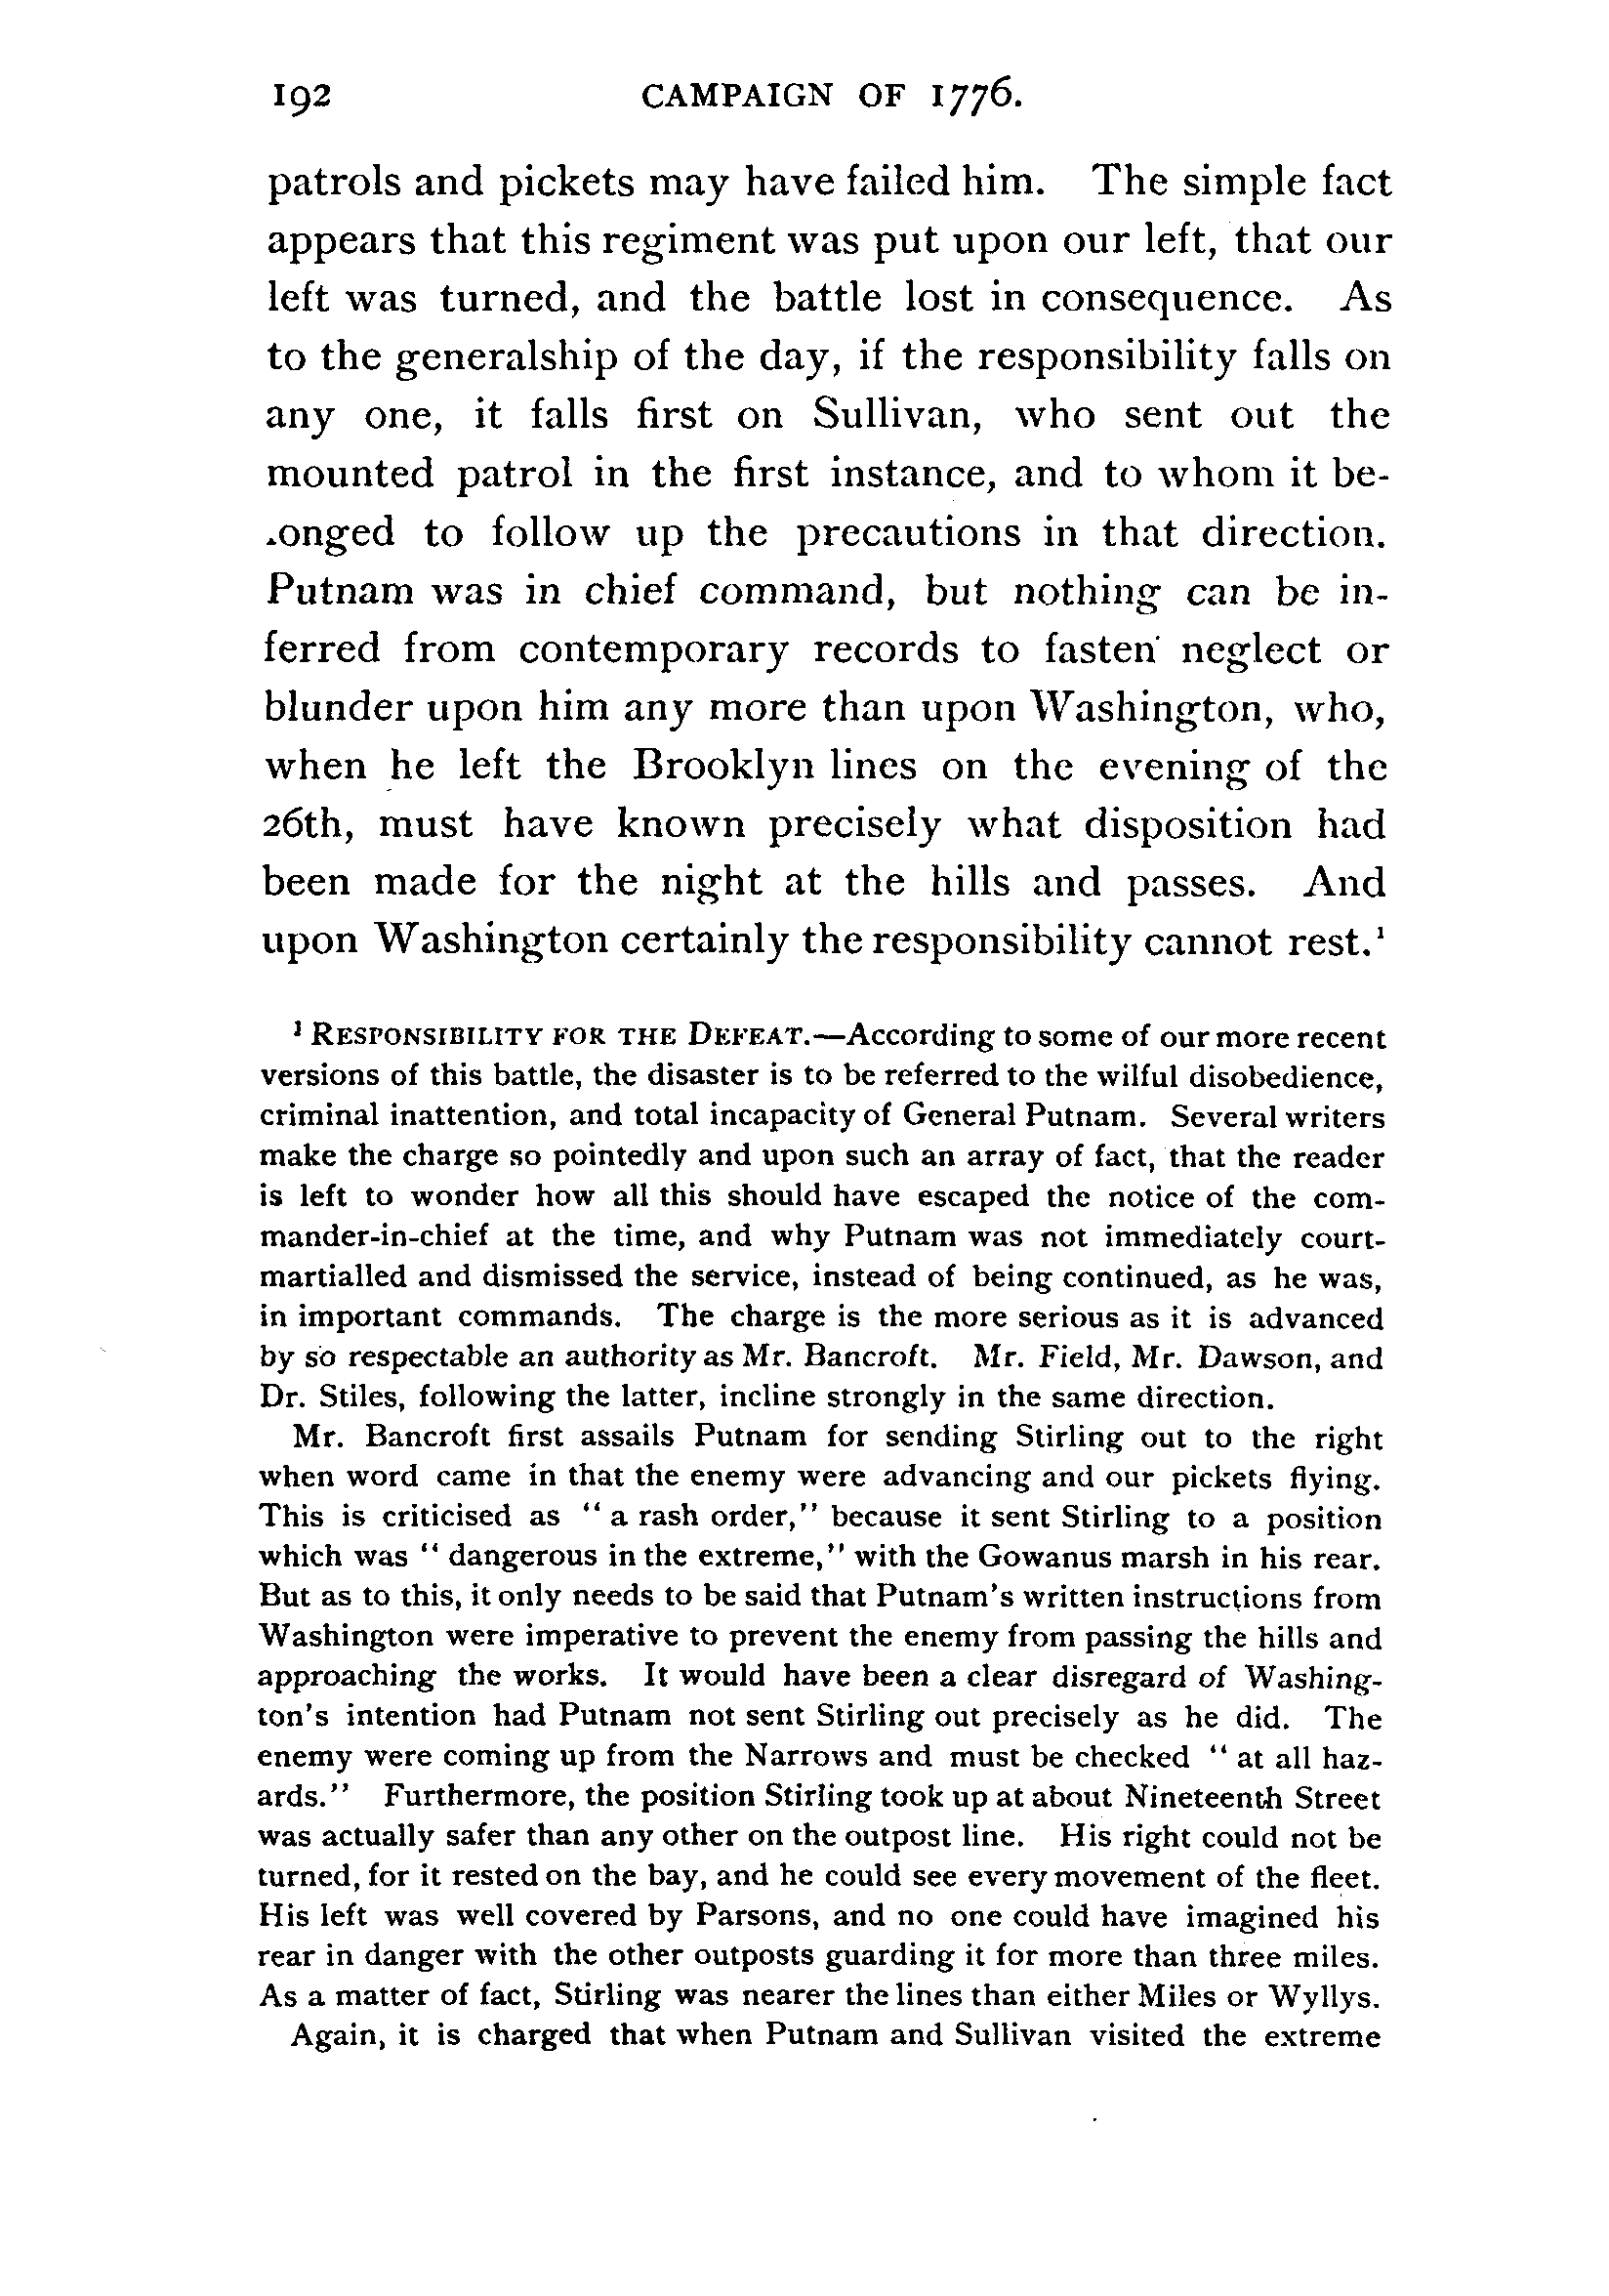 192 CAMPAIGN OF 1776.
patrols and pickets may have failed him. The simple fact
appears that this regiment was put upon our left, that our
left was turned, and the battle lost in consequence. As
to the generalship of the day, if the responsibility falls on
any one, it falls first on Sullivan, who sent out the
mounted patrol in the first instance, and to whom it be-
.onged to follow up the precautions in that direction.
Putnam was in chief command, but nothing can be in-
ferred from contemporary records to fasten neglect or
blunder upon him any more than upon Washington, who,
when he left the Brooklyn lines on the evening of the
26th, must have known precisely what disposition had
been made for the night at the hills and passes. And
upon Washington certainly the responsibility cannot rest.¹
¹ RESPONSIBILITY FOR THE DEFEAT.—According to some of our more recent
versions of this battle, the disaster is to be referred to the wilful disobedience,
criminal inattention, and total incapacity of General Putnam. Several writers
make the charge so pointedly and upon such an array of fact, that the reader
is left to wonder how all this should have escaped the notice of the com-
mander-in-chief at the time, and why Putnam was not immediately court-
martialled and dismissed the service, instead of being continued, as he was,
in important commands. The charge is the more serious as it is advanced
by so respectable an authority as Mr. Bancroft. Mr. Field, Mr. Dawson, and
Dr. Stiles, following the latter, incline strongly in the same direction.
Mr. Bancroft first assails Putnam for sending Stirling out to the right
when word came in that the enemy were advancing and our pickets flying.
This is criticised as "a rash order," because it sent Stirling to a position
which was "dangerous in the extreme," with the Gowanus marsh in his rear.
But as to this, it only needs to be said that Putnam's written instructions from
Washington were imperative to prevent the enemy from passing the hills and
approaching the works. It would have been a clear disregard of Washing-
ton's intention had Putnam not sent Stirling out precisely as he did. The
enemy were coming up from the Narrows and must be checked "at all haz-
ards." Furthermore, the position Stirling took up at about Nineteenth Street
was actually safer than any other on the outpost line. His right could not be
turned, for it rested on the bay, and he could see every movement of the fleet.
His left was well covered by Parsons, and no one could have imagined his
rear in danger with the other outposts guarding it for more than three miles.
As a matter of fact, Stirling was nearer the lines than either Miles or Wyllys.
Again, it is charged that when Putnam and Sullivan visited the extreme